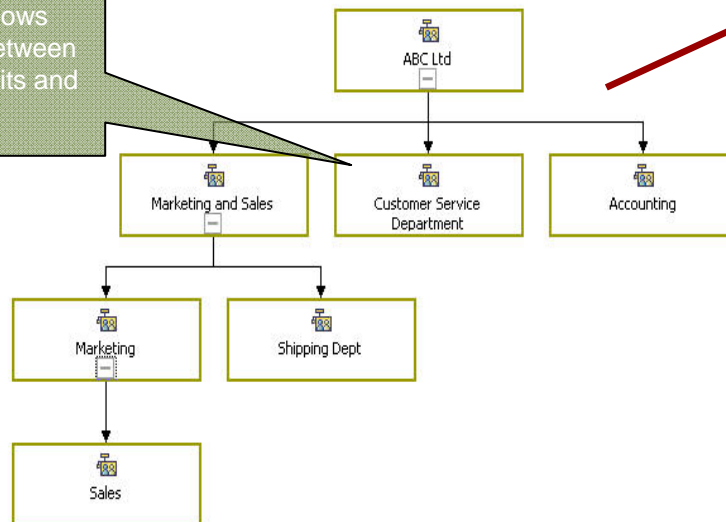 ows
etween
its and
ABC Ltd
Marketing and Sales
Customer Service
Department
Accounting
Marketing
Shipping Dept
Sales